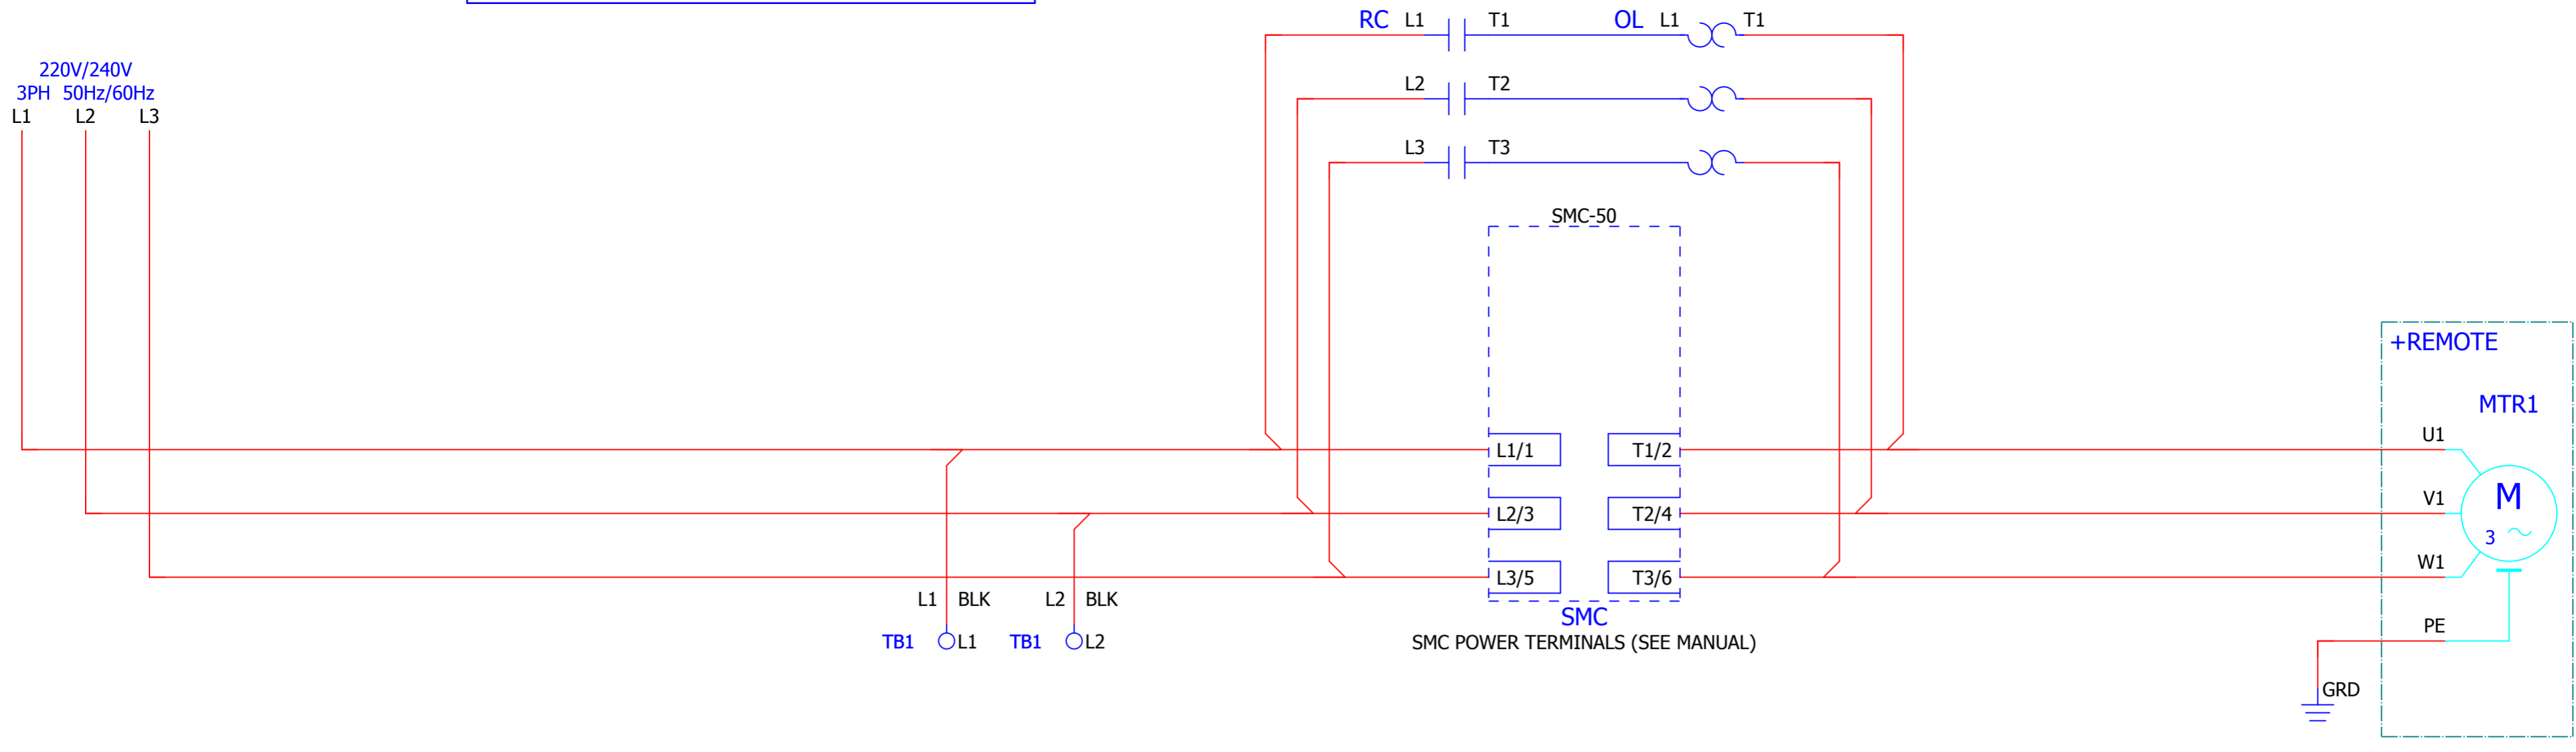 RC L1 T1 OL L1 T1
220V/240V
3PH 50Hz/60Hz
L1 L2 L3
L2 T2
L3 T3
SMC-50
+REMOTE
MTR1
L1/1 T1/2 U1
L2/3 T2/4 V1
M
3
L3/5 T3/6 W1
L1 BLK L2 BLK
SMC
TB1 L1 TB1 L2
SMC POWER TERMINALS (SEE MANUAL)
PE
GRD